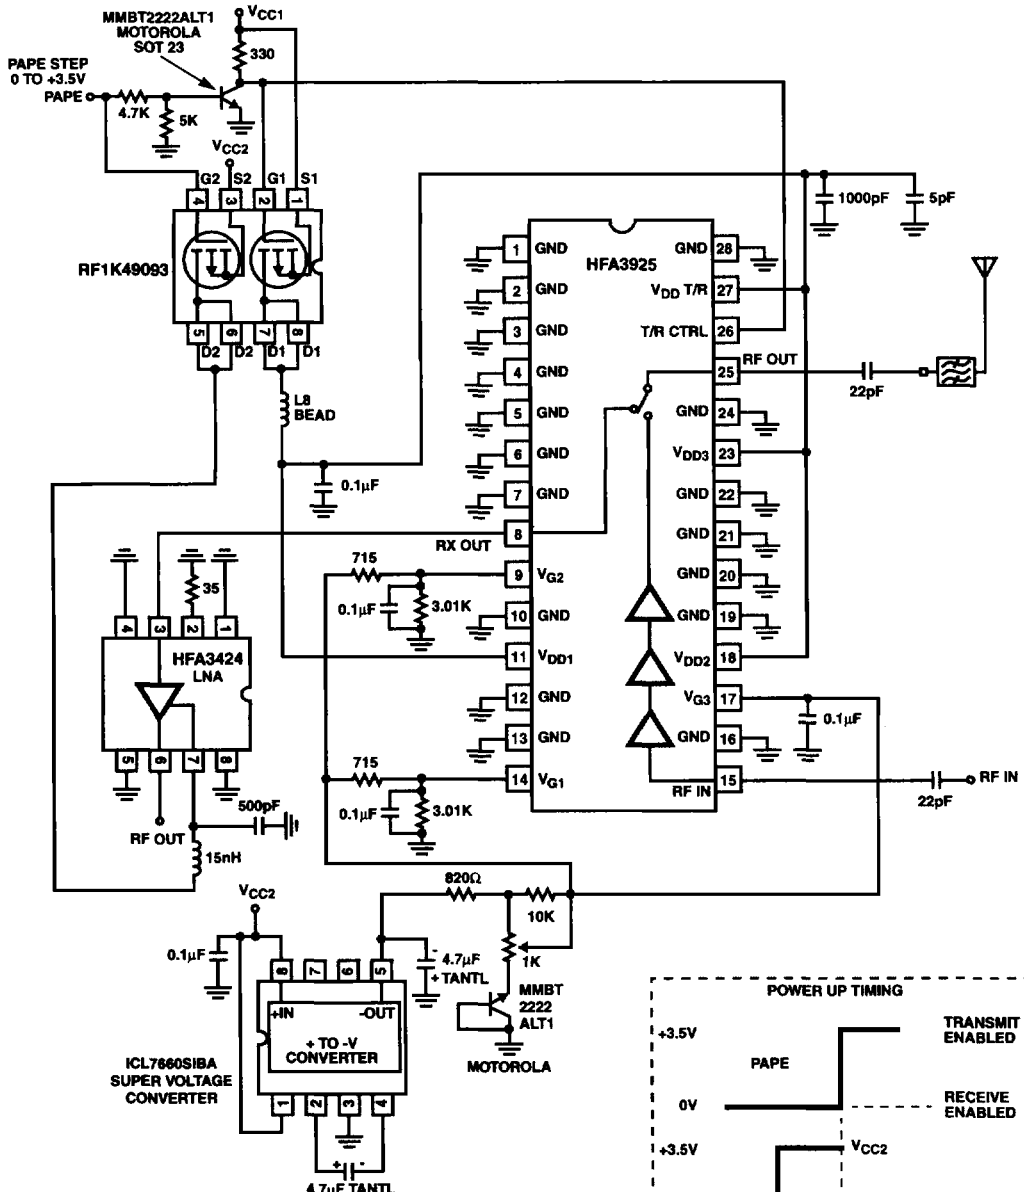 MMBT2222ALT1
MOTOROLA
SOT 23
VCC1
330
PAPE STEP
0 TO +3.5V
PAPE
4.7K
5K
VCC2
G2
S2
G1
S1
4
3
2
1
RF1K49093
5
6
7
8
D2
D2
D1
D1
L8
BEAD
0.1µF
1000pF
5pF
HFA3925
1
GND
2
GND
3
GND
4
GND
5
GND
6
GND
7
GND
8
RX OUT
9
VG2
10
GND
11
VDD1
12
GND
13
GND
14
VG1
GND
28
VDD T/R
27
T/R CTRL
26
RF OUT
25
GND
24
VDD3
23
GND
22
GND
21
GND
20
GND
19
VDD2
18
VG3
17
GND
16
RF IN
15
22pF
0.1µF
22pF
RF IN
715
0.1µF
3.01K
715
0.1µF
3.01K
35
4
3
2
1
HFA3424
LNA
5
6
7
8
RF OUT
500pF
15nH
820Ω
10K
1K
VCC2
0.1µF
-
4.7µF
+ TANTL
MMBT
2222
ALT1
MOTOROLA
8
7
6
5
+IN
-OUT
+ TO -V
CONVERTER
ICL7660SIBA
SUPER VOLTAGE
CONVERTER
1
2
3
4
+
-
4.7µF TANTL
POWER UP TIMING
+3.5V
TRANSMIT
ENABLED
PAPE
0V
RECEIVE
ENABLED
+3.5V
VCC2